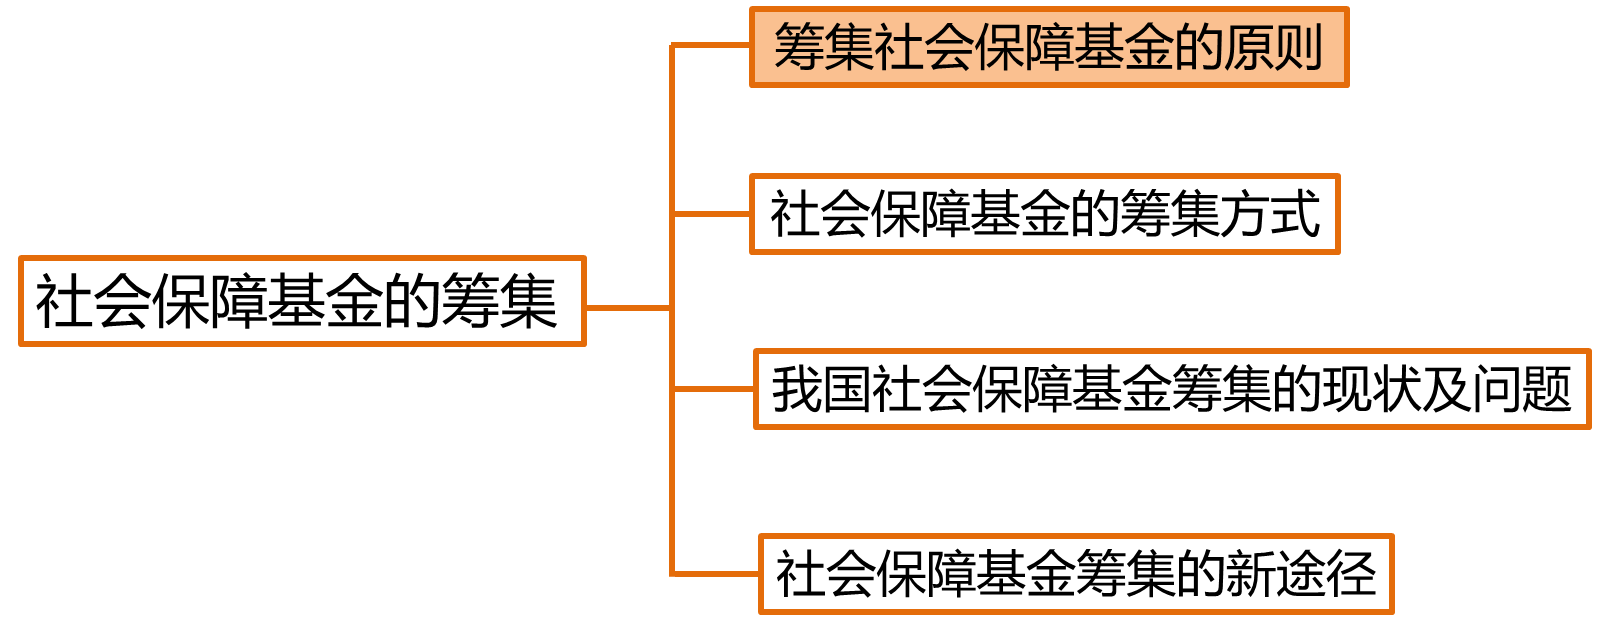 筹集社会保障基金的原则
社会保障基金的筹集方式
社会保障基金的筹集
我国社会保障基金筹集的现状及问题
社会保障基金筹集的新途径